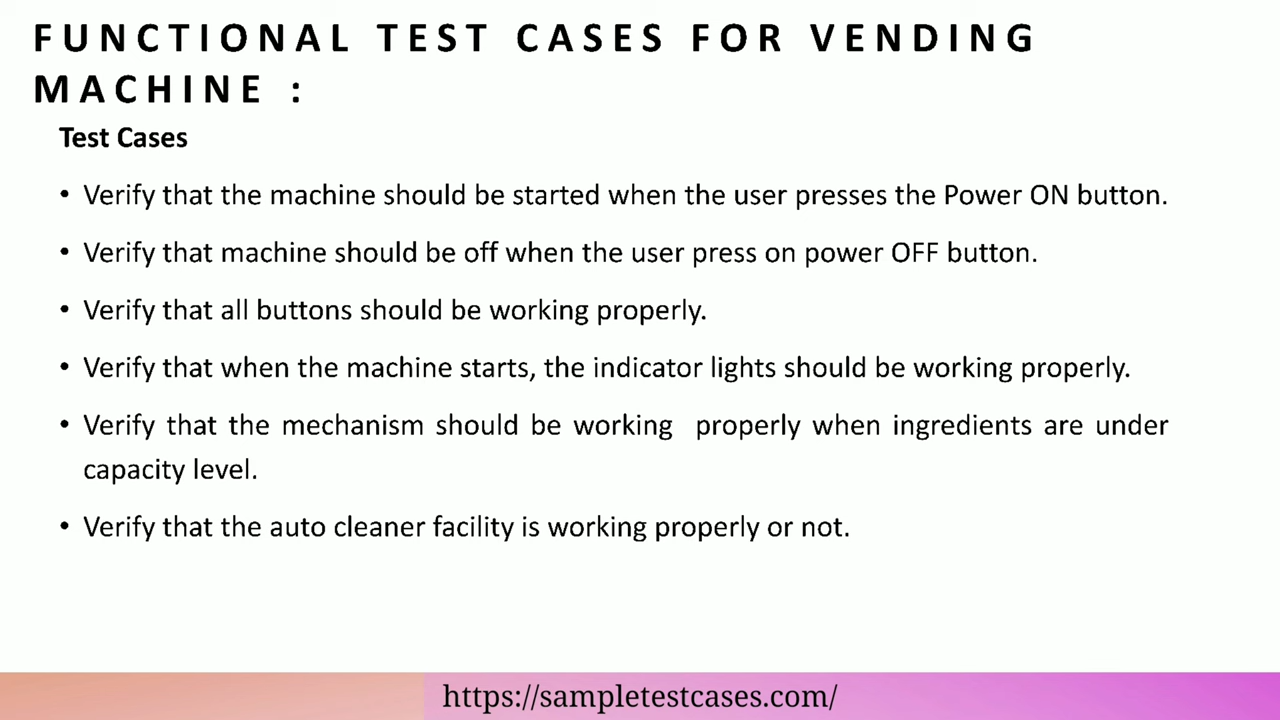 FUNCTIONAL TEST CASES FOR VENDING
MACHINE :
Test Cases
• Verify that the machine should be started when the user presses the Power ON button.
• Verify that machine should be off when the user press on power OFF button.
• Verify that all buttons should be working properly.
• Verify that when the machine starts, the indicator lights should be working properly.
• Verify that the mechanism should be working  properly when ingredients are under
capacity level.
• Verify that the auto cleaner facility is working properly or not.
https://sampletestcases.com/